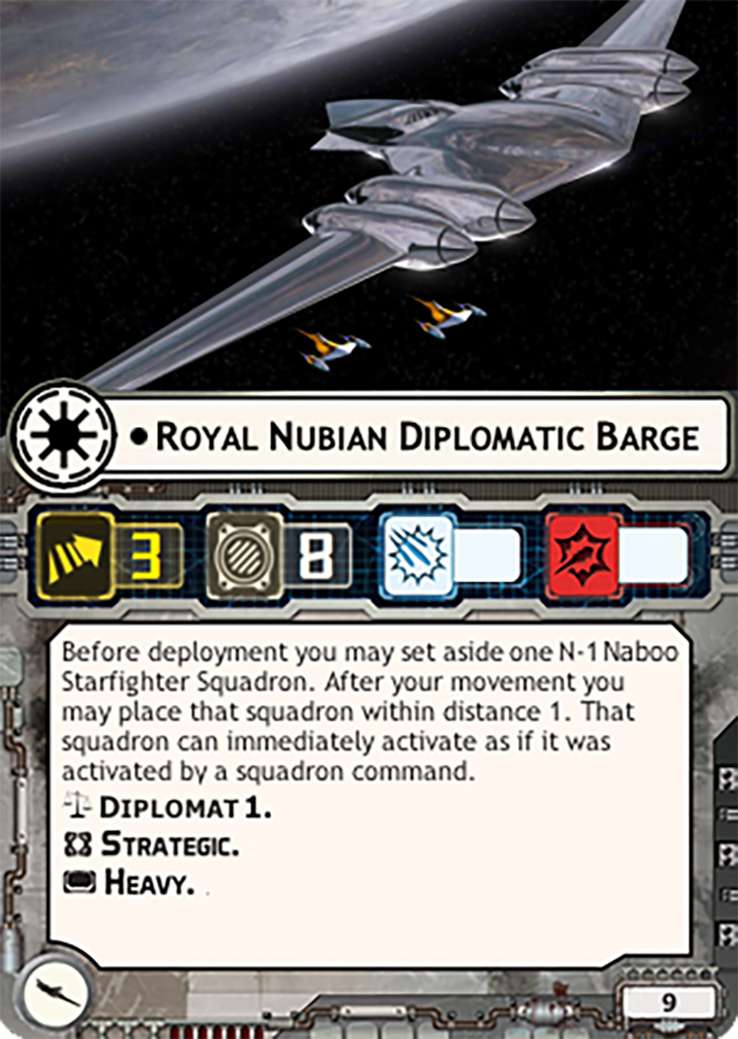 • ROYAL NUBIAN DIPLOMATIC BARGE
3 8
Before deployment you may set aside one N-1 Naboo
Starfighter Squadron. After your movement you
may place that squadron within distance 1. That
squadron can immediately activate as if it was
activated by a squadron command.
DIPLOMAT 1.
STRATEGIC.
HEAVY.
9